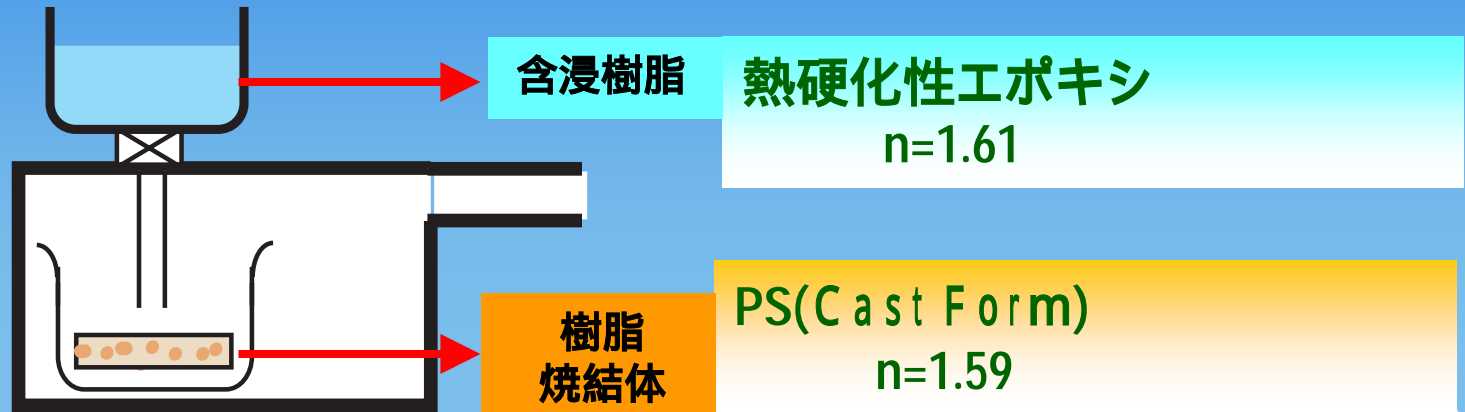 含浸樹脂
熱硬化性エポキシ
n=1.61
樹脂
焼結体
PS(Cast Form)
n=1.59